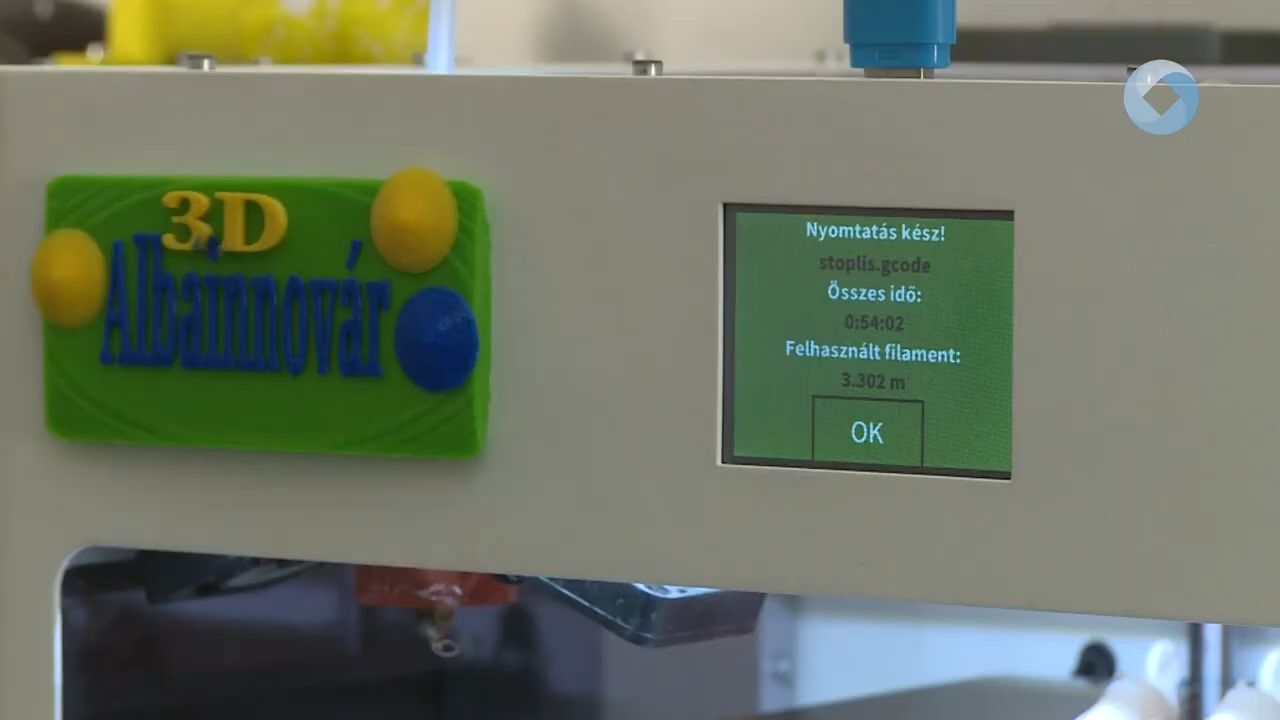 3D
Albainnovár
Nyomtatás kész!
stoplis.gcode
Összes idő:
0:54:02
Felhasznált filament:
3.302 m
OK